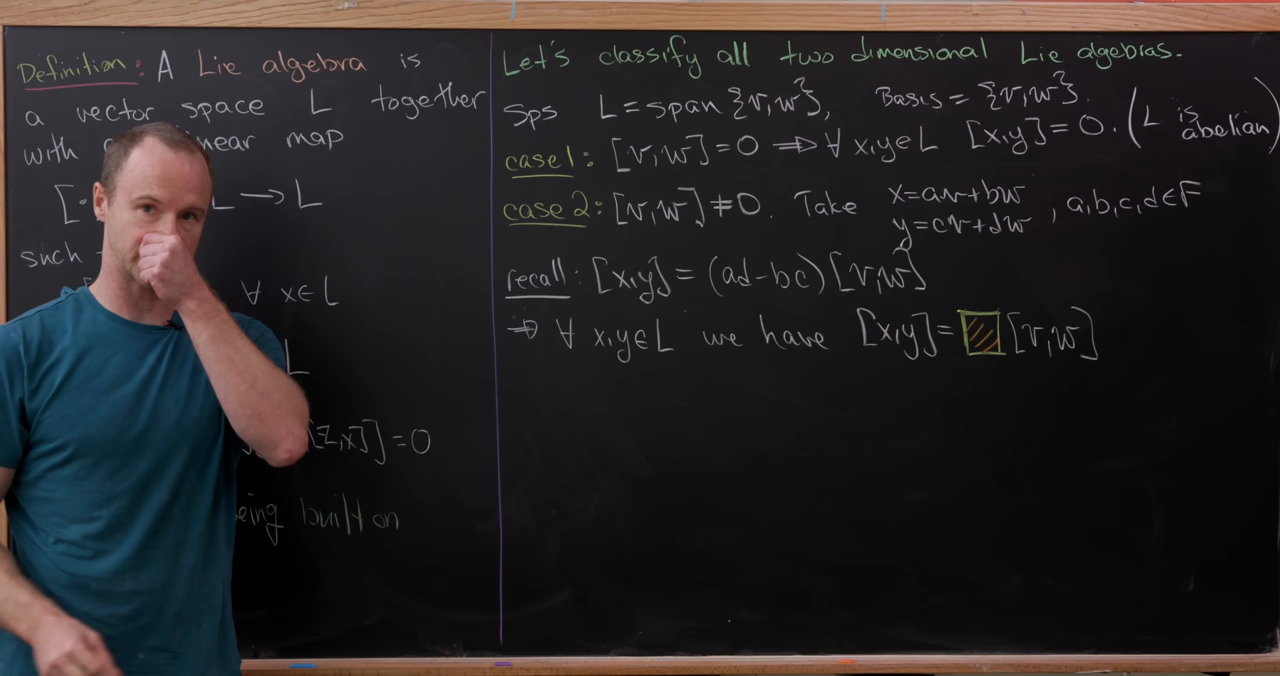 Definition: A Lie algebra is
a vector space L together
with near map
[· L → L
such
∀ x∈L
L
[z,x]]=0
eing built on
Let's classify all two dimensional Lie algebras.
Sps L = span {v,w}, Basis = {v,w}.
case 1: [v,w] = 0 ⇒ ∀ x,y∈L [x,y] = 0. (L is abelian)
case 2: [v,w] ≠ 0. Take x = av + bw
y = cv + dw , a,b,c,d ∈ F
recall: [x,y] = (ad-bc)[v,w]
⇒ ∀ x,y∈L we have [x,y] = [v,w]